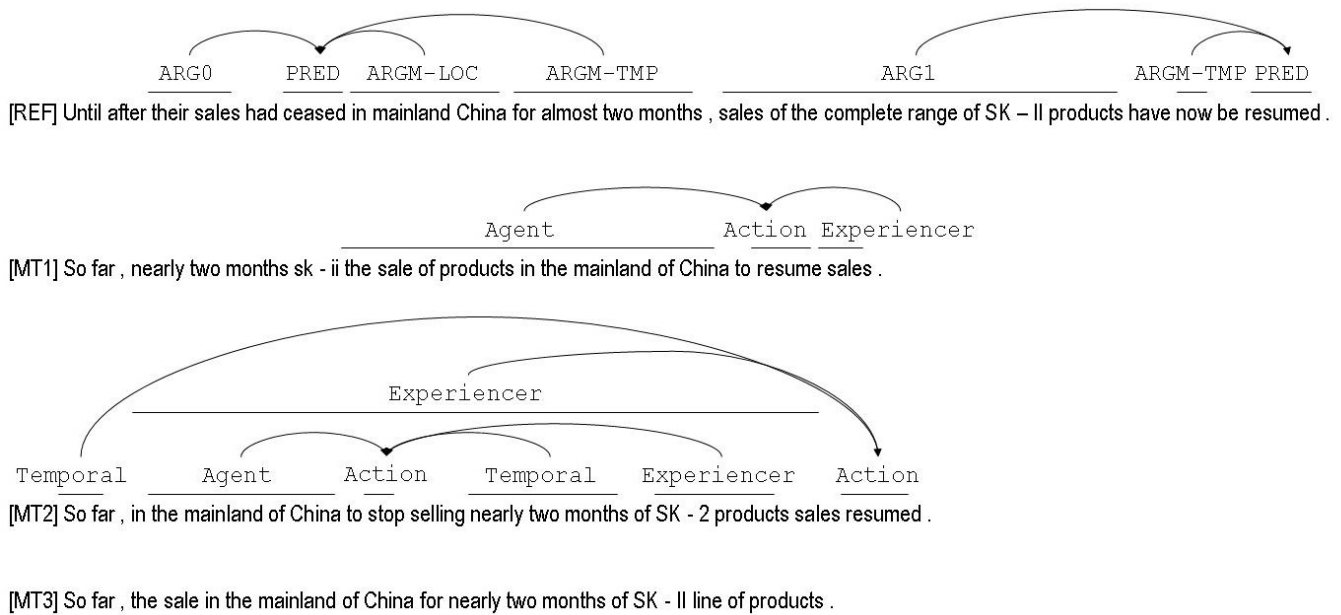 ARG0 PRED ARGM-LOC ARGM-TMP ARG1 ARGM-TMP PRED
[REF] Until after their sales had ceased in mainland China for almost two months , sales of the complete range of SK – II products have now be resumed .
Agent Action Experiencer
[MT1] So far , nearly two months sk - ii the sale of products in the mainland of China to resume sales .
Experiencer
Temporal Agent Action Temporal Experiencer Action
[MT2] So far , in the mainland of China to stop selling nearly two months of SK - 2 products sales resumed .
[MT3] So far , the sale in the mainland of China for nearly two months of SK - II line of products .